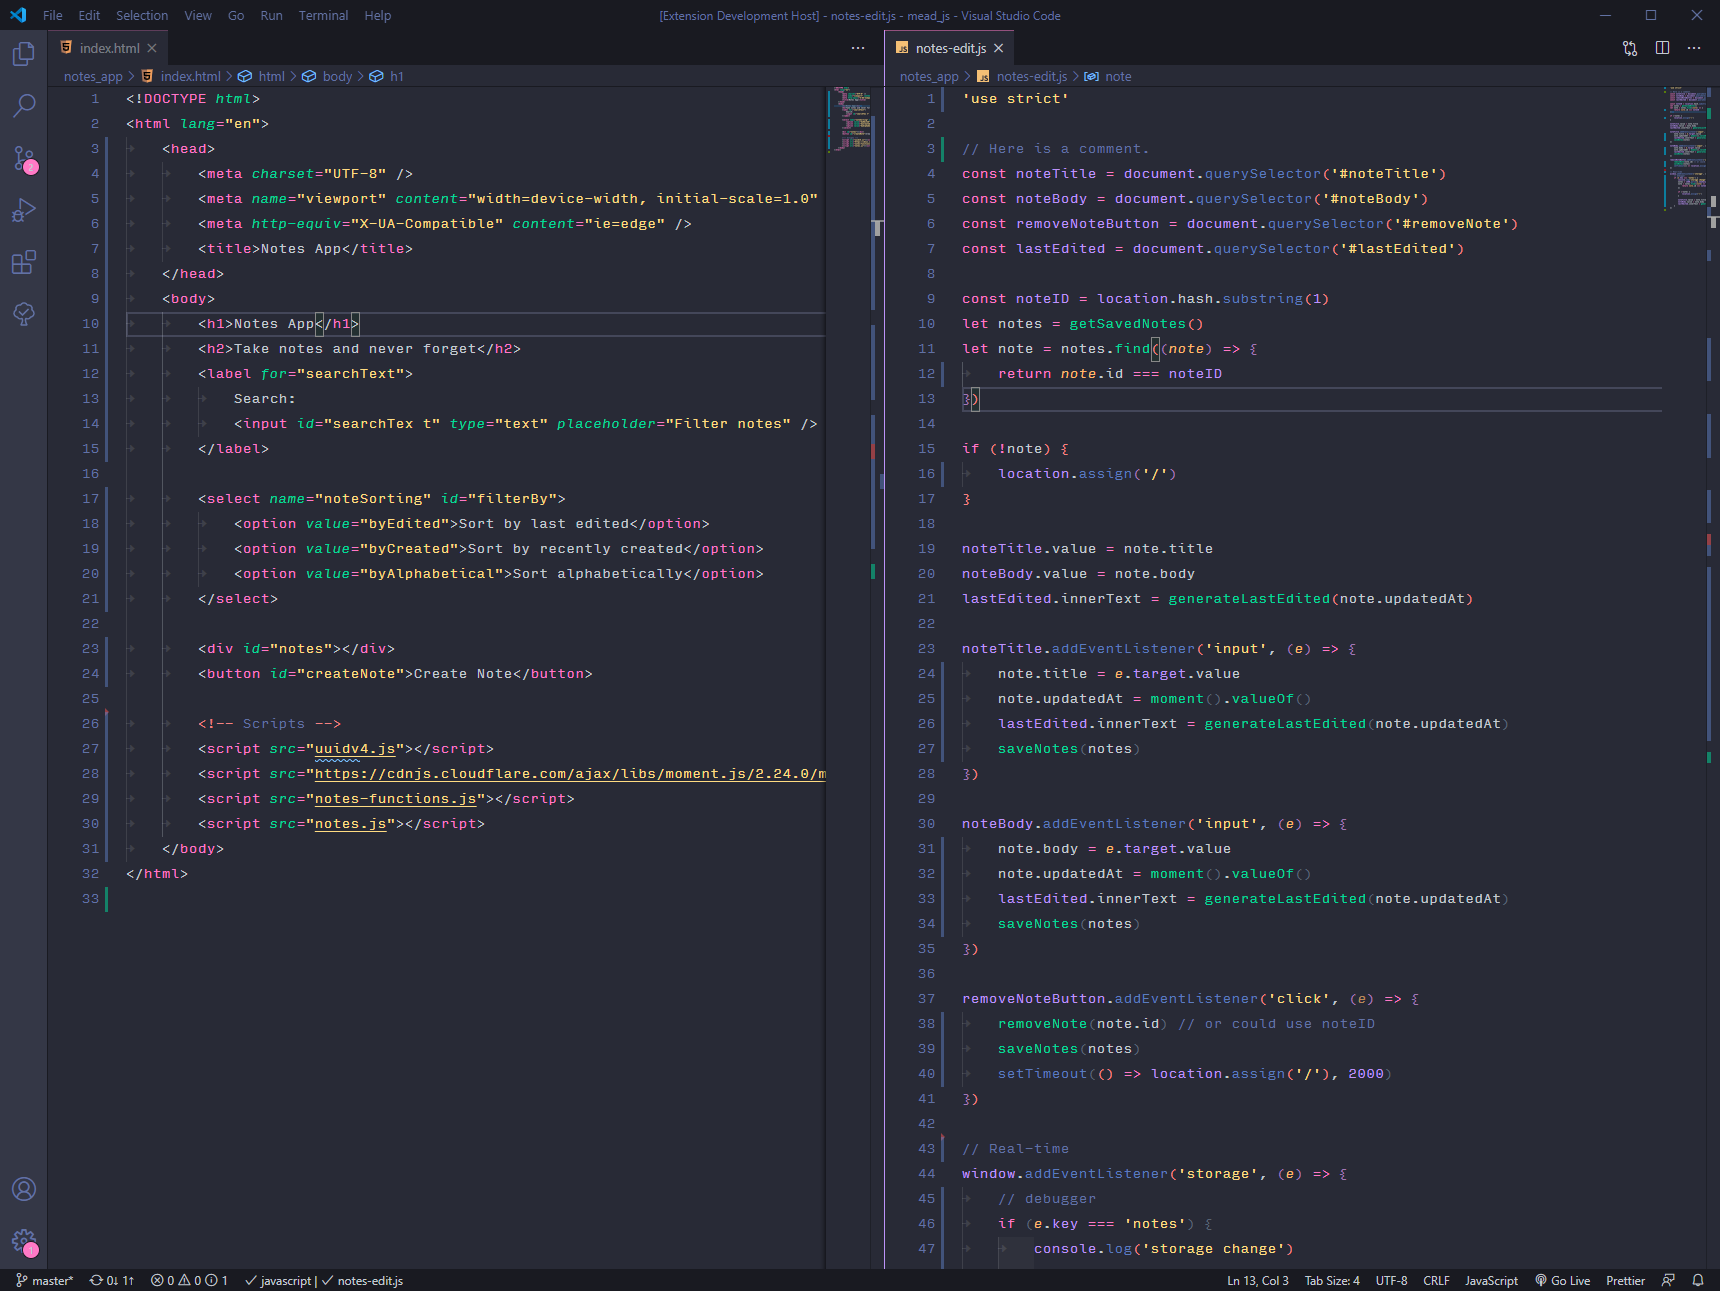 File Edit Selection View Go Run Terminal Help
[Extension Development Host] - notes-edit.js - mead_js - Visual Studio Code
index.html
notes_app > index.html > html > body > h1
1 <!DOCTYPE html>
2 <html lang="en">
3 <head>
4 <meta charset="UTF-8" />
5 <meta name="viewport" content="width=device-width, initial-scale=1.0"
6 <meta http-equiv="X-UA-Compatible" content="ie=edge" />
7 <title>Notes App</title>
8 </head>
9 <body>
10 <h1>Notes App</h1>
11 <h2>Take notes and never forget</h2>
12 <label for="searchText">
13 Search:
14 <input id="searchTex t" type="text" placeholder="Filter notes" />
15 </label>
16
17 <select name="noteSorting" id="filterBy">
18 <option value="byEdited">Sort by last edited</option>
19 <option value="byCreated">Sort by recently created</option>
20 <option value="byAlphabetical">Sort alphabetically</option>
21 </select>
22
23 <div id="notes"></div>
24 <button id="createNote">Create Note</button>
25
26 <!-- Scripts -->
27 <script src="uuidv4.js"></script>
28 <script src="https://cdnjs.cloudflare.com/ajax/libs/moment.js/2.24.0/m
29 <script src="notes-functions.js"></script>
30 <script src="notes.js"></script>
31 </body>
32 </html>
33
notes-edit.js
notes_app > notes-edit.js > note
1 'use strict'
2
3 // Here is a comment.
4 const noteTitle = document.querySelector('#noteTitle')
5 const noteBody = document.querySelector('#noteBody')
6 const removeNoteButton = document.querySelector('#removeNote')
7 const lastEdited = document.querySelector('#lastEdited')
8
9 const noteID = location.hash.substring(1)
10 let notes = getSavedNotes()
11 let note = notes.find((note) => {
12 return note.id === noteID
13 })
14
15 if (!note) {
16 location.assign('/')
17 }
18
19 noteTitle.value = note.title
20 noteBody.value = note.body
21 lastEdited.innerText = generateLastEdited(note.updatedAt)
22
23 noteTitle.addEventListener('input', (e) => {
24 note.title = e.target.value
25 note.updatedAt = moment().valueOf()
26 lastEdited.innerText = generateLastEdited(note.updatedAt)
27 saveNotes(notes)
28 })
29
30 noteBody.addEventListener('input', (e) => {
31 note.body = e.target.value
32 note.updatedAt = moment().valueOf()
33 lastEdited.innerText = generateLastEdited(note.updatedAt)
34 saveNotes(notes)
35 })
36
37 removeNoteButton.addEventListener('click', (e) => {
38 removeNote(note.id) // or could use noteID
39 saveNotes(notes)
40 setTimeout(() => location.assign('/'), 2000)
41 })
42
43 // Real-time
44 window.addEventListener('storage', (e) => {
45 // debugger
46 if (e.key === 'notes') {
47 console.log('storage change')
2
1
master* 0↓ 1↑ 0 0 1 javascript | notes-edit.js
Ln 13, Col 3 Tab Size: 4 UTF-8 CRLF JavaScript Go Live Prettier